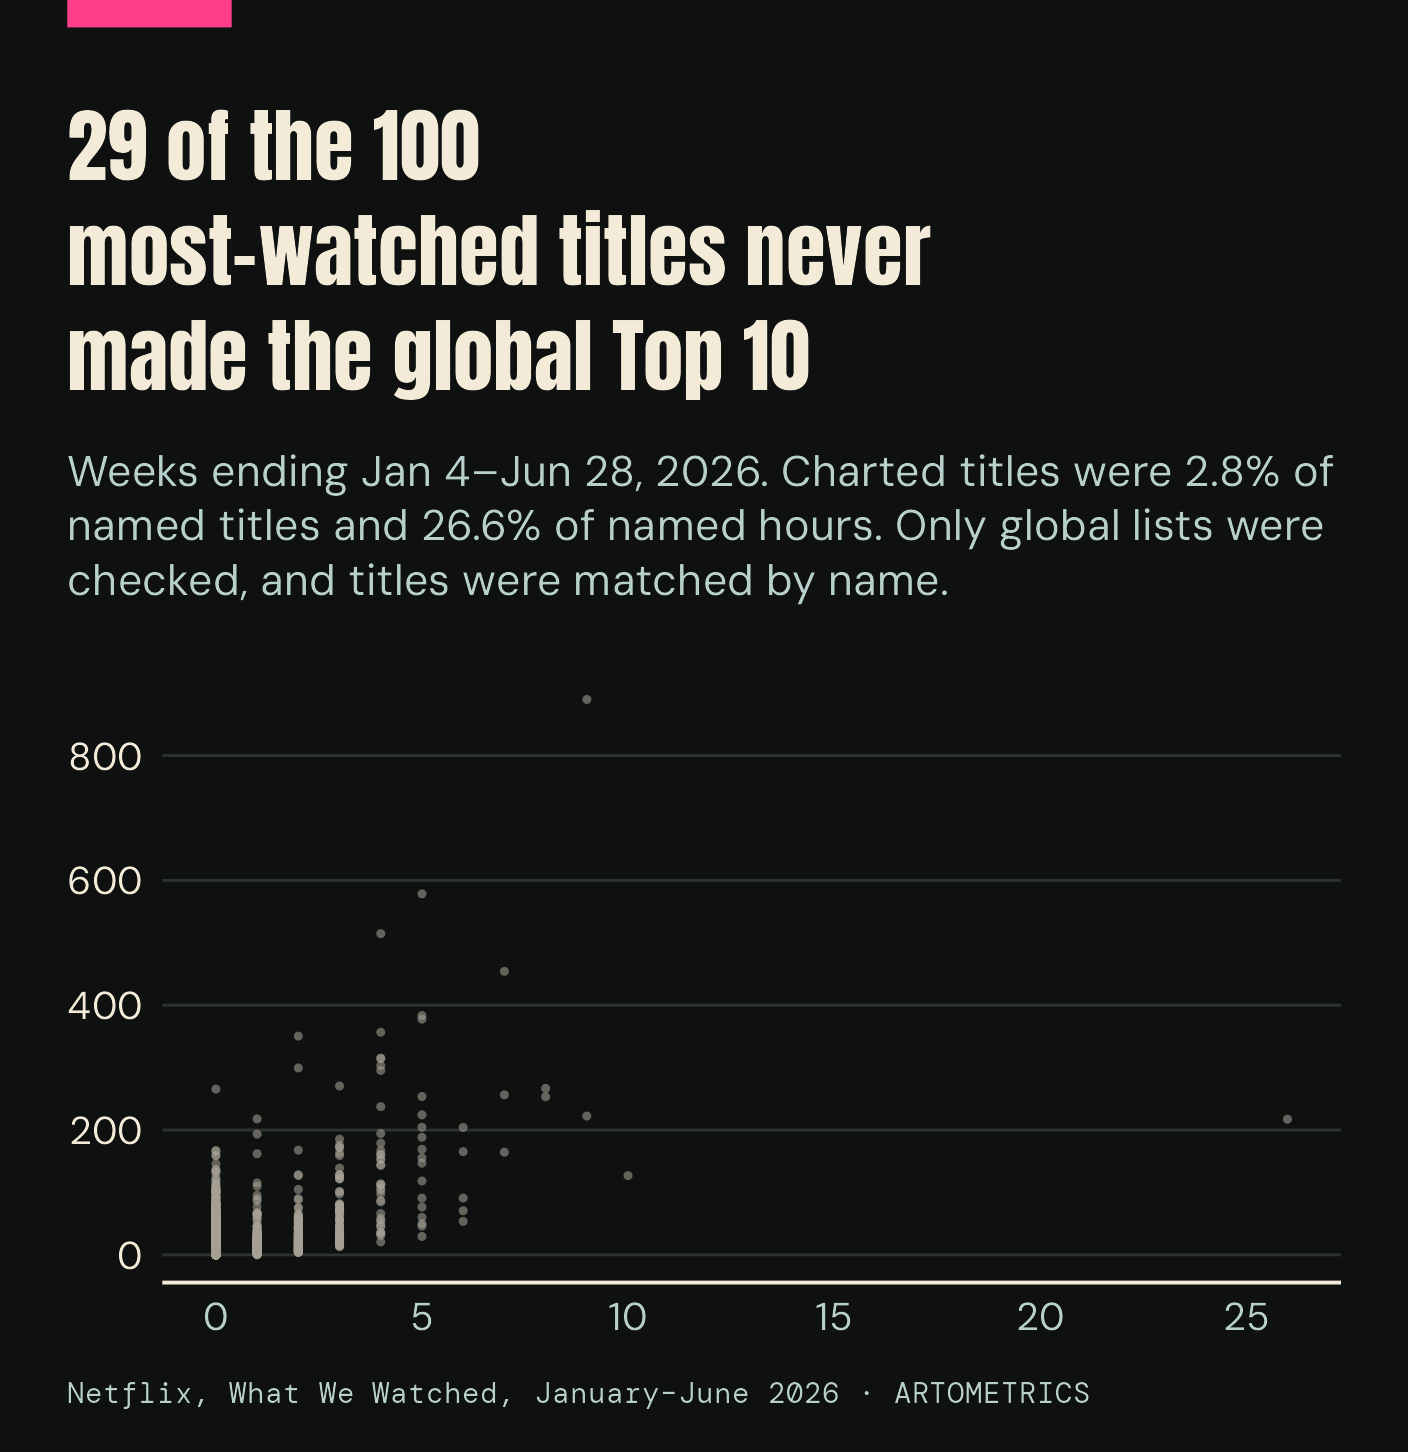 29 of the 100
most-watched titles never
made the global Top 10
Weeks ending Jan 4–Jun 28, 2026. Charted titles were 2.8% of
named titles and 26.6% of named hours. Only global lists were
checked, and titles were matched by name.
800
600
400
200
0
0 5 10 15 20 25
Netflix, What We Watched, January–June 2026 · ARTOMETRICS